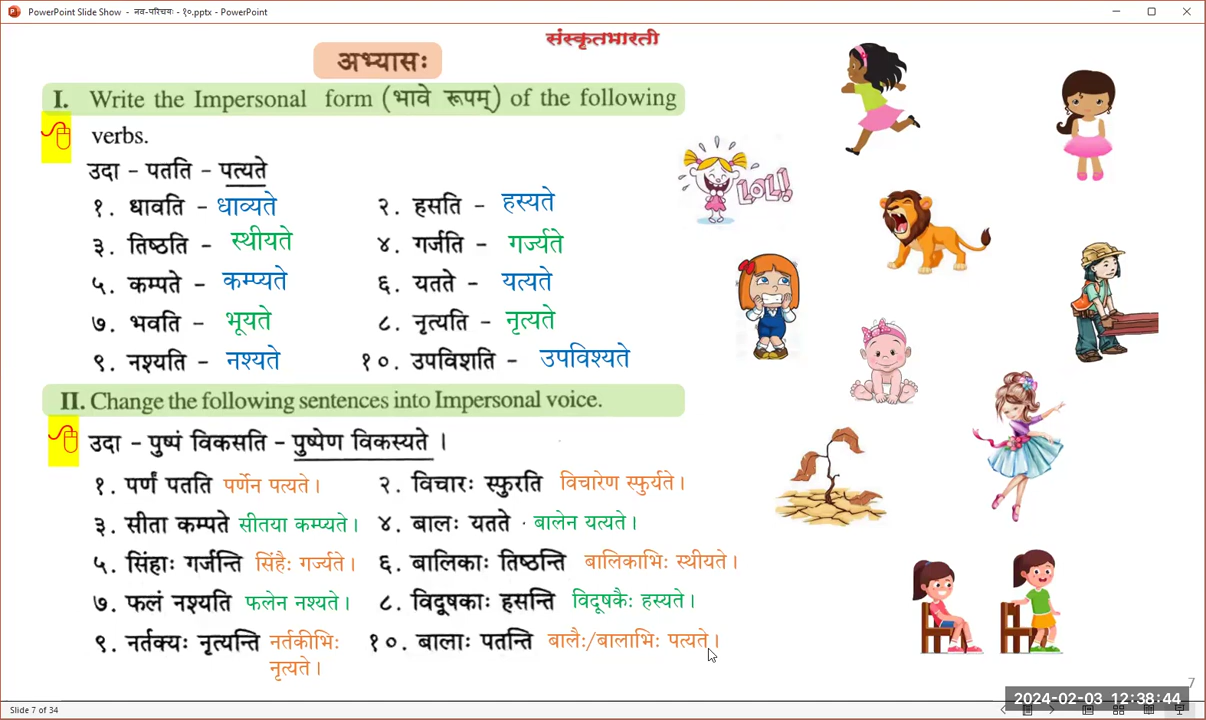 PowerPoint Slide Show - नव-परिचयः - १०.pptx - PowerPoint
संस्कृतभारती
अभ्यासः
I. Write the Impersonal form (भावे रूपम्) of the following
verbs.
उदा - पतति - पत्यते
१. धावति - धाव्यते २. हसति - हस्यते
३. तिष्ठति - स्थीयते ४. गर्जति - गर्ज्यते
५. कम्पते - कम्प्यते ६. यतते - यत्यते
७. भवति - भूयते ८. नृत्यति - नृत्यते
९. नश्यति - नश्यते १०. उपविशति - उपविश्यते
II. Change the following sentences into Impersonal voice.
उदा - पुष्पं विकसति - पुष्पेण विकस्यते ।
१. पर्णं पतति पर्णेन पत्यते । २. विचारः स्फुरति विचारेण स्फुर्यते ।
३. सीता कम्पते सीतया कम्प्यते । ४. बालः यतते बालेन यत्यते ।
५. सिंहाः गर्जन्ति सिंहैः गर्ज्यते । ६. बालिकाः तिष्ठन्ति बालिकाभिः स्थीयते ।
७. फलं नश्यति फलेन नश्यते । ८. विदूषकाः हसन्ति विदूषकैः हस्यते ।
९. नर्तक्यः नृत्यन्ति नर्तकीभिः १०. बालाः पतन्ति बालैः/बालाभिः पत्यते ।
नृत्यते ।
LOL!
7
2024-02-03 12:38:44
Slide 7 of 34